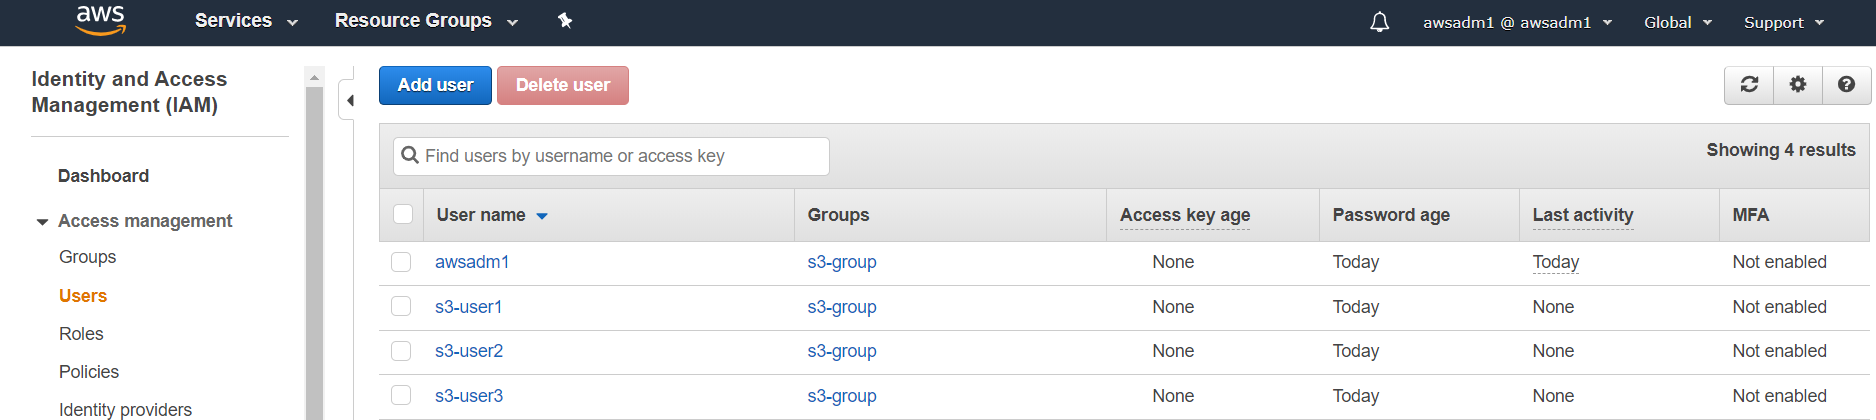 aws Services Resource Groups awsadm1 @ awsadm1 Global Support
Identity and Access
Management (IAM)
Dashboard
Access management
Groups
Users
Roles
Policies
Identity providers
Add user Delete user
Find users by username or access key Showing 4 results
User name Groups Access key age Password age Last activity MFA
awsadm1 s3-group None Today Today Not enabled
s3-user1 s3-group None Today None Not enabled
s3-user2 s3-group None Today None Not enabled
s3-user3 s3-group None Today None Not enabled